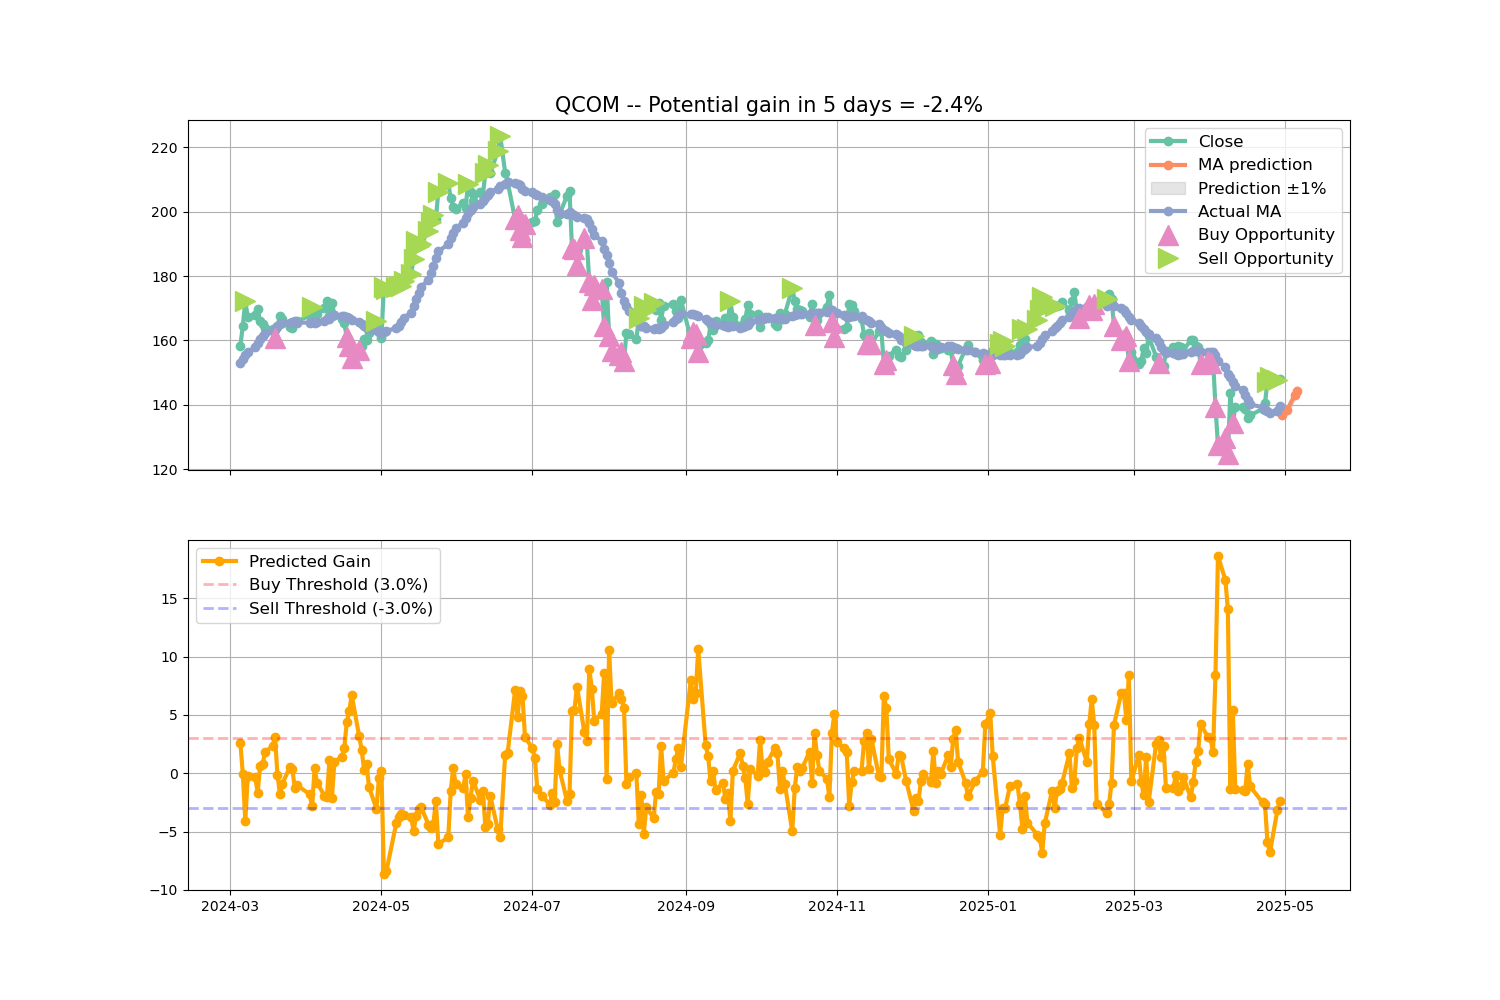 QCOM -- Potential gain in 5 days = -2.4%
220
200
180
160
140
120
Close
MA prediction
Prediction ±1%
Actual MA
Buy Opportunity
Sell Opportunity
Predicted Gain
Buy Threshold (3.0%)
Sell Threshold (-3.0%)
15
10
5
0
−5
−10
2024-03
2024-05
2024-07
2024-09
2024-11
2025-01
2025-03
2025-05